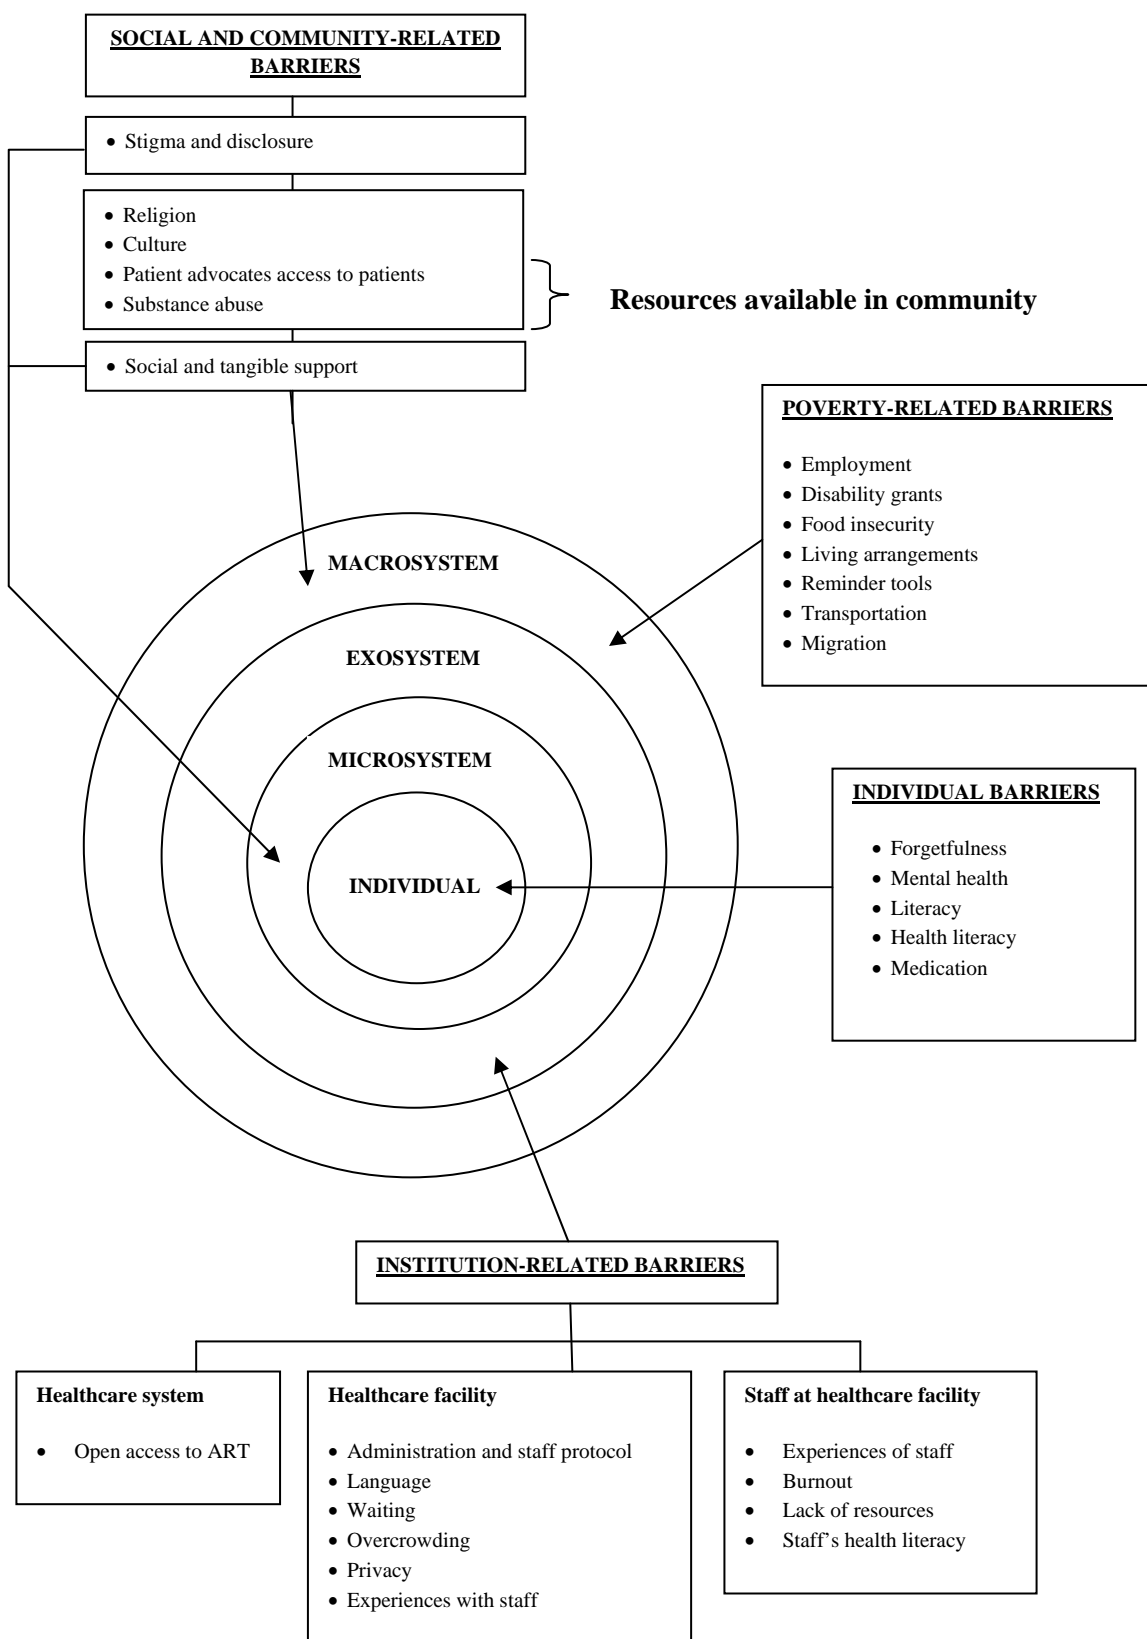 SOCIAL AND COMMUNITY-RELATED
BARRIERS
• Stigma and disclosure
• Religion
• Culture
• Patient advocates access to patients
• Substance abuse
Resources available in community
• Social and tangible support
POVERTY-RELATED BARRIERS
• Employment
• Disability grants
• Food insecurity
• Living arrangements
• Reminder tools
• Transportation
• Migration
MACROSYSTEM
EXOSYSTEM
MICROSYSTEM
INDIVIDUAL
INDIVIDUAL BARRIERS
• Forgetfulness
• Mental health
• Literacy
• Health literacy
• Medication
INSTITUTION-RELATED BARRIERS
Healthcare system
• Open access to ART
Healthcare facility
• Administration and staff protocol
• Language
• Waiting
• Overcrowding
• Privacy
• Experiences with staff
Staff at healthcare facility
• Experiences of staff
• Burnout
• Lack of resources
• Staff’s health literacy